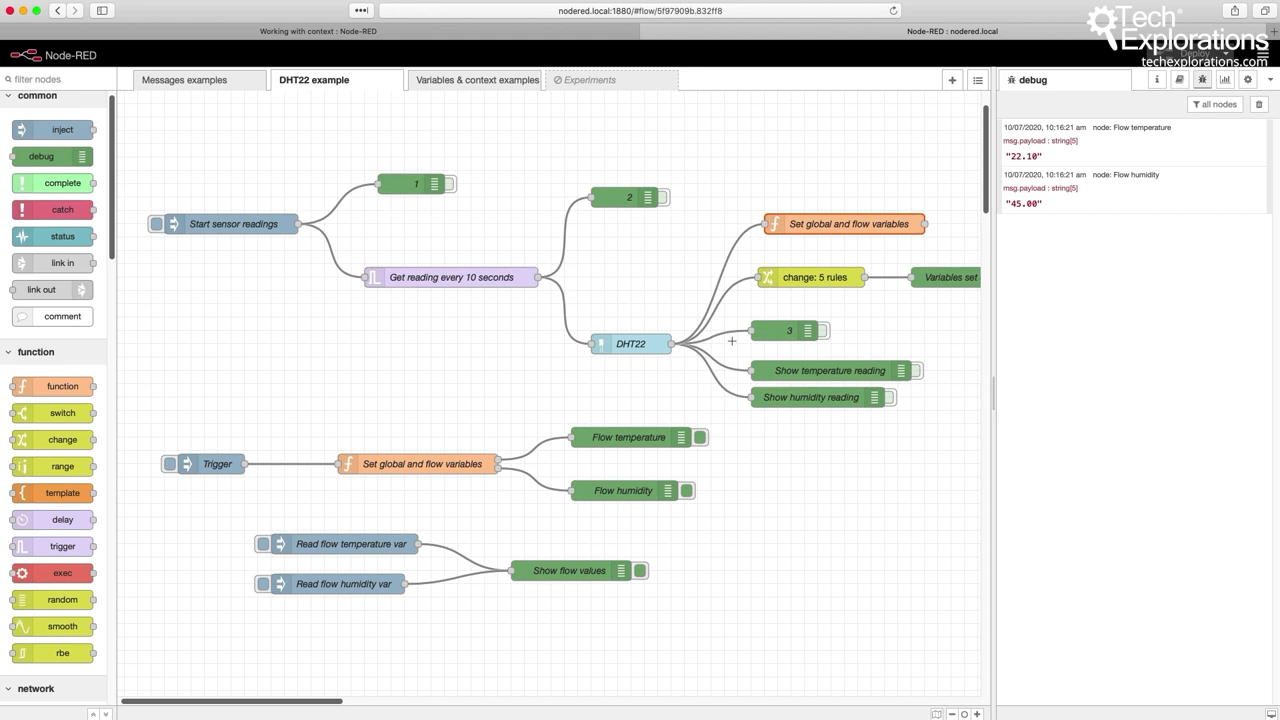 nodered.local:1880/#flow/5f97909b.832ff8
Working with context : Node-RED
Node-RED : nodered.local
Tech
Explorations
techexplorations.com
Node-RED
Deploy
filter nodes
Messages examples
DHT22 example
Variables & context examples
Experiments
debug
common
inject
debug
complete
catch
status
link in
link out
comment
function
function
switch
change
range
template
delay
trigger
exec
random
smooth
rbe
network
1
Start sensor readings
2
Get reading every 10 seconds
Set global and flow variables
change: 5 rules
Variables set
3
DHT22
Show temperature reading
Show humidity reading
Flow temperature
Trigger
Set global and flow variables
Flow humidity
Read flow temperature var
Show flow values
Read flow humidity var
all nodes
10/07/2020, 10:16:21 am node: Flow temperature
msg.payload : string[5]
"22.10"
10/07/2020, 10:16:21 am node: Flow humidity
msg.payload : string[5]
"45.00"